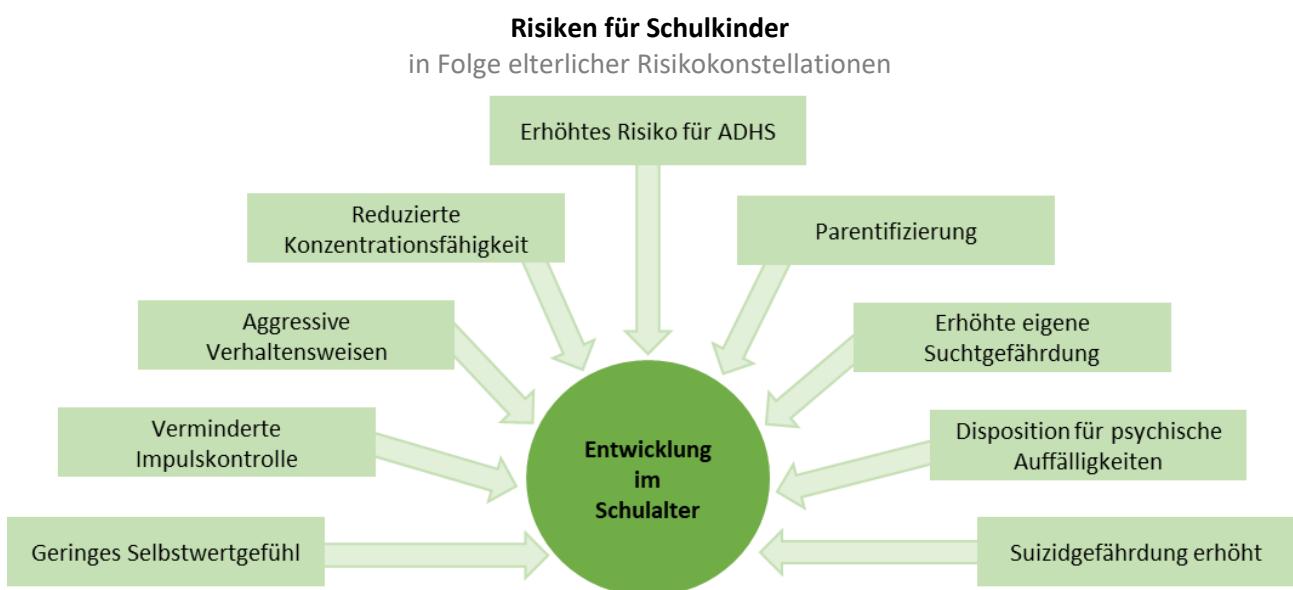 Risiken für Schulkinder
in Folge elterlicher Risikokonstellationen
Erhöhtes Risiko für ADHS
Reduzierte
Konzentrationsfähigkeit
Parentifizierung
Aggressive
Verhaltensweisen
Erhöhte eigene
Suchtgefährdung
Verminderte
Impulskontrolle
Entwicklung
im
Schulalter
Disposition für psychische
Auffälligkeiten
Geringes Selbstwertgefühl
Suizidgefährdung erhöht